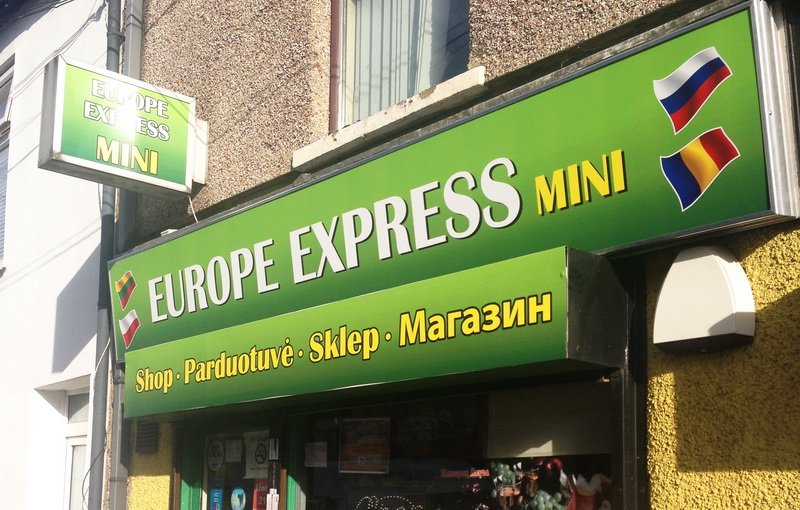 EUROPE
EXPRESS
MINI
EUROPE EXPRESS MINI
Shop · Parduotuvė · Sklep · Магазин